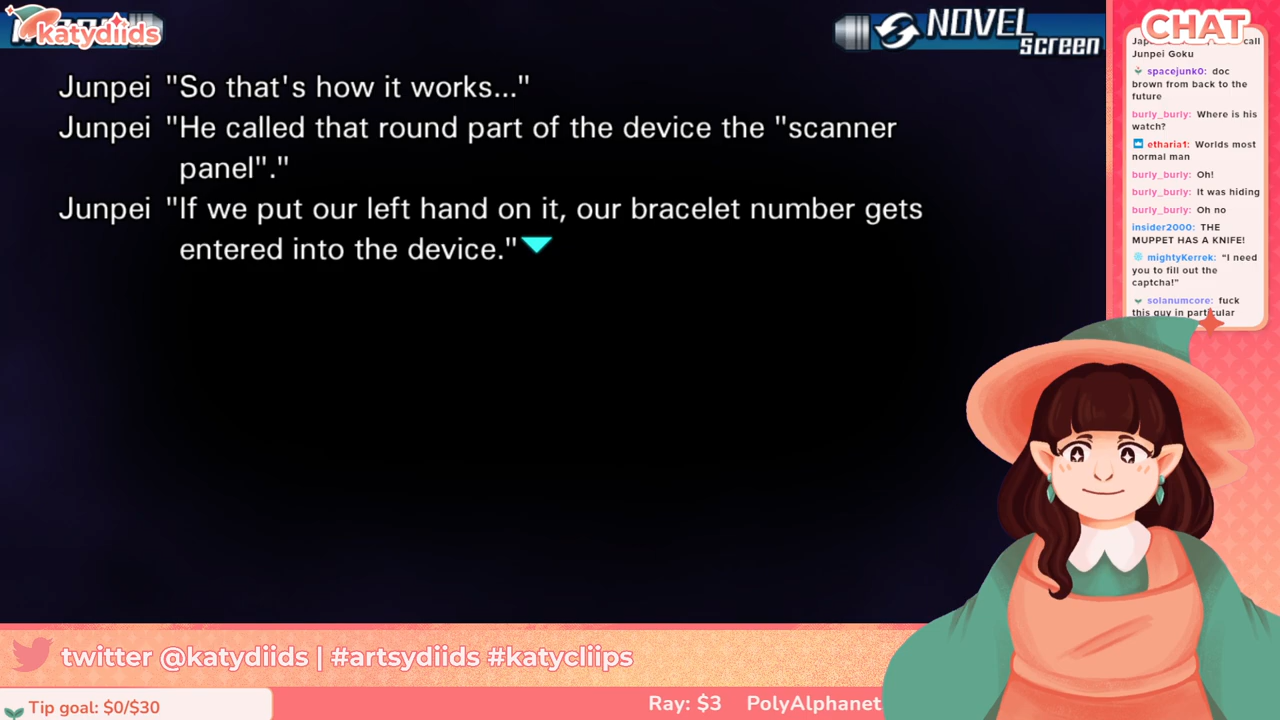 katydiids
NOVEL
Screen
Junpei "So that's how it works..."
Junpei "He called that round part of the device the "scanner
panel"."
Junpei "If we put our left hand on it, our bracelet number gets
entered into the device."
CHAT
call
Junpei Goku
spacejunk0: doc
brown from back to the
future
burly_burly: Where is his
watch?
etharia1: Worlds most
normal man
burly_burly: Oh!
burly_burly: It was hiding
burly_burly: Oh no
insider2000: THE
MUPPET HAS A KNIFE!
mightyKerrek: "I need
you to fill out the
captcha!"
solanumcore: fuck
this guy in particular
twitter @katydiids | #artsydiids #katycliips
Tip goal: $0/$30
Ray: $3 PolyAlphanet